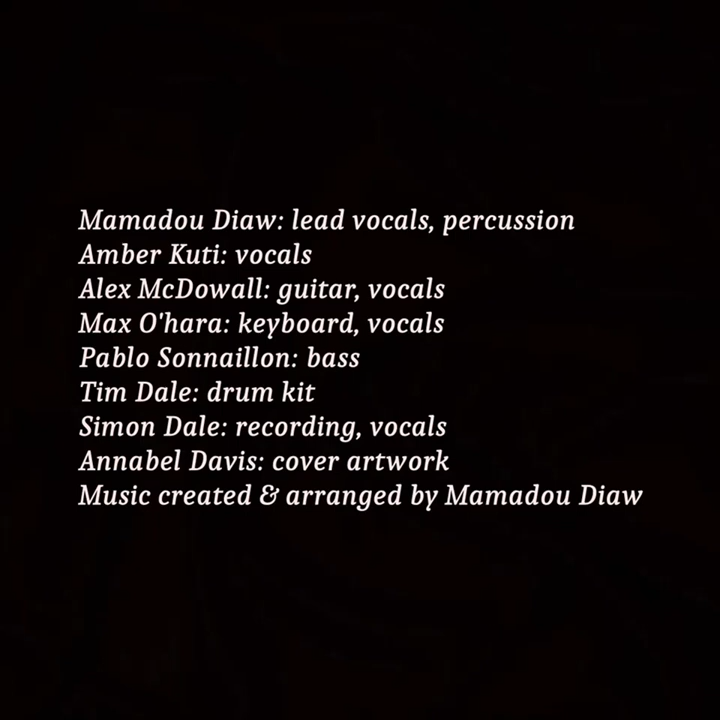 Mamadou Diaw: lead vocals, percussion
Amber Kuti: vocals
Alex McDowall: guitar, vocals
Max O'hara: keyboard, vocals
Pablo Sonnaillon: bass
Tim Dale: drum kit
Simon Dale: recording, vocals
Annabel Davis: cover artwork
Music created & arranged by Mamadou Diaw